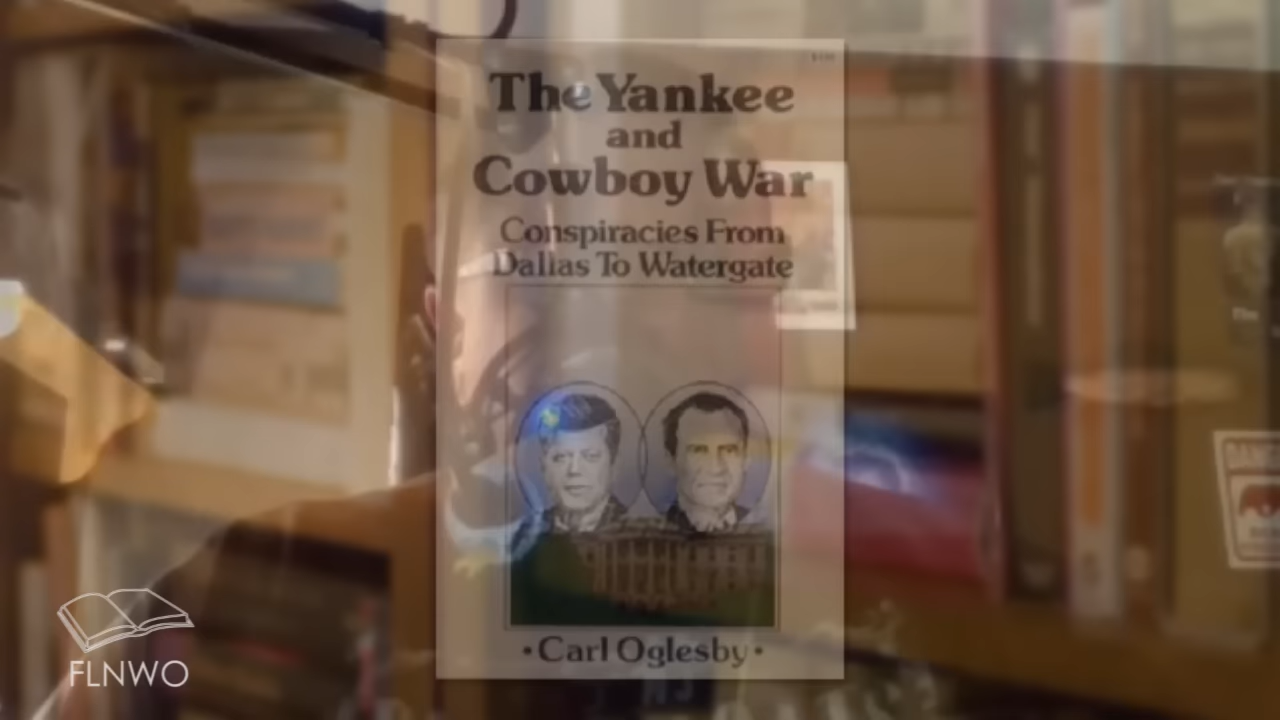 The Yankee
and
Cowboy War
Conspiracies From
Dallas To Watergate
• Carl Oglesby •
FLNWO